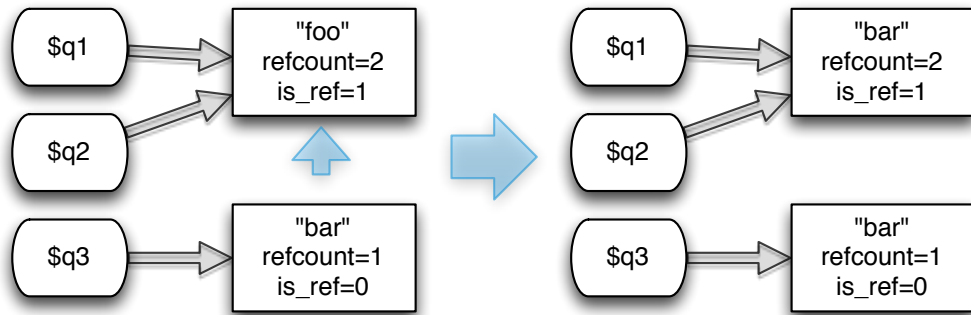 $q1
"foo"
refcount=2
is_ref=1
$q2
$q3
"bar"
refcount=1
is_ref=0
$q1
"bar"
refcount=2
is_ref=1
$q2
$q3
"bar"
refcount=1
is_ref=0